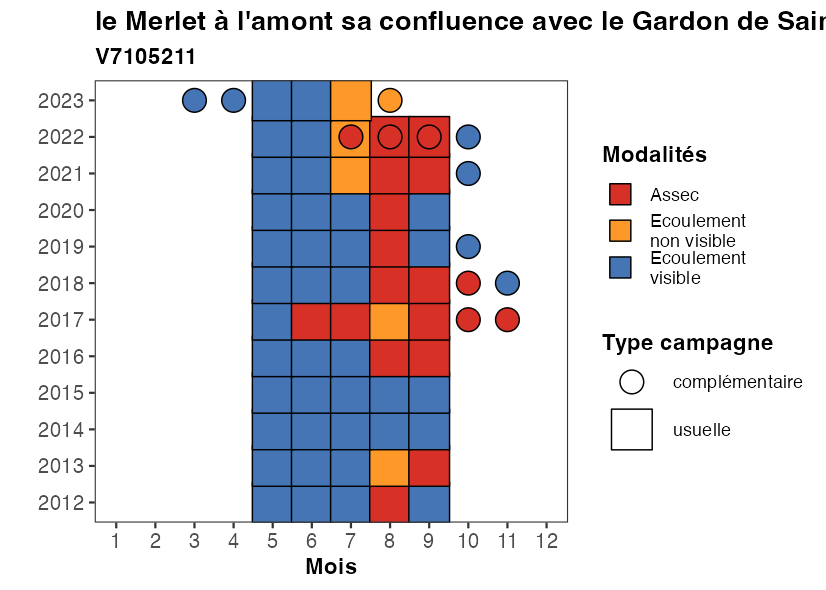 le Merlet à l'amont sa confluence avec le Gardon de Sain
V7105211
2023
2022
2021
2020
2019
2018
2017
2016
2015
2014
2013
2012
1 2 3 4 5 6 7 8 9 10 11 12
Mois
Modalités
Assec
Ecoulement
non visible
Ecoulement
visible
Type campagne
complémentaire
usuelle